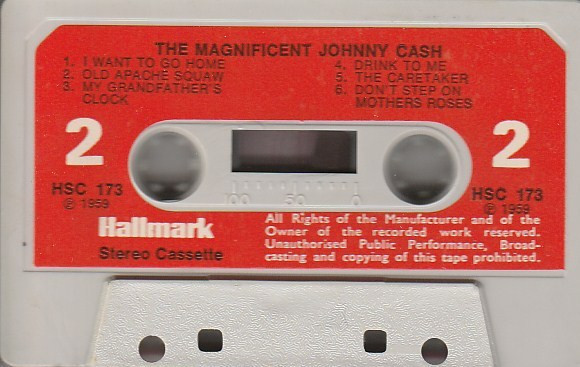 THE MAGNIFICENT JOHNNY CASH
1. I WANT TO GO HOME
2. OLD APACHE SQUAW
3. MY GRANDFATHER'S
CLOCK
4. DRINK TO ME
5. THE CARETAKER
6. DON'T STEP ON
MOTHERS ROSES
2
2
HSC 173
℗ 1959
HSC 173
℗ 1959
100 50 0
Hallmark
Stereo Cassette
All Rights of the Manufacturer and of the
Owner of the recorded work reserved.
Unauthorised Public Performance, Broad-
casting and copying of this tape prohibited.